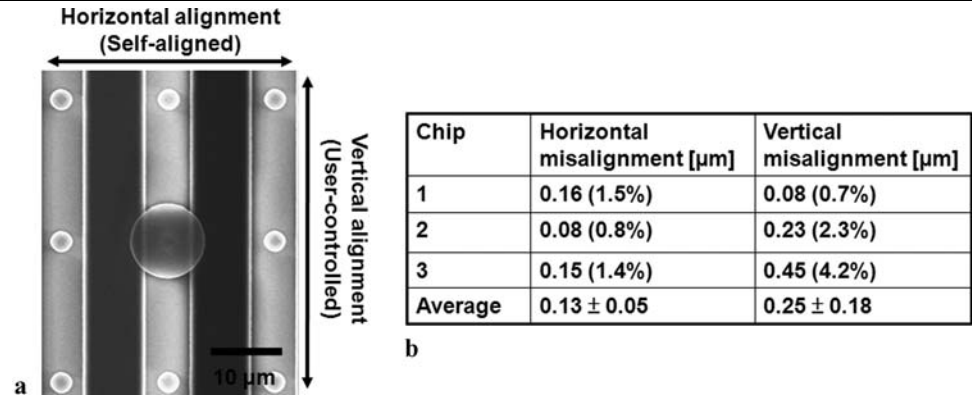 Horizontal alignment
(Self-aligned)
Vertical alignment
(User-controlled)
10 µm
a
Chip Horizontal misalignment [µm] Vertical misalignment [µm]
1 0.16 (1.5%) 0.08 (0.7%)
2 0.08 (0.8%) 0.23 (2.3%)
3 0.15 (1.4%) 0.45 (4.2%)
Average 0.13 ± 0.05 0.25 ± 0.18
b